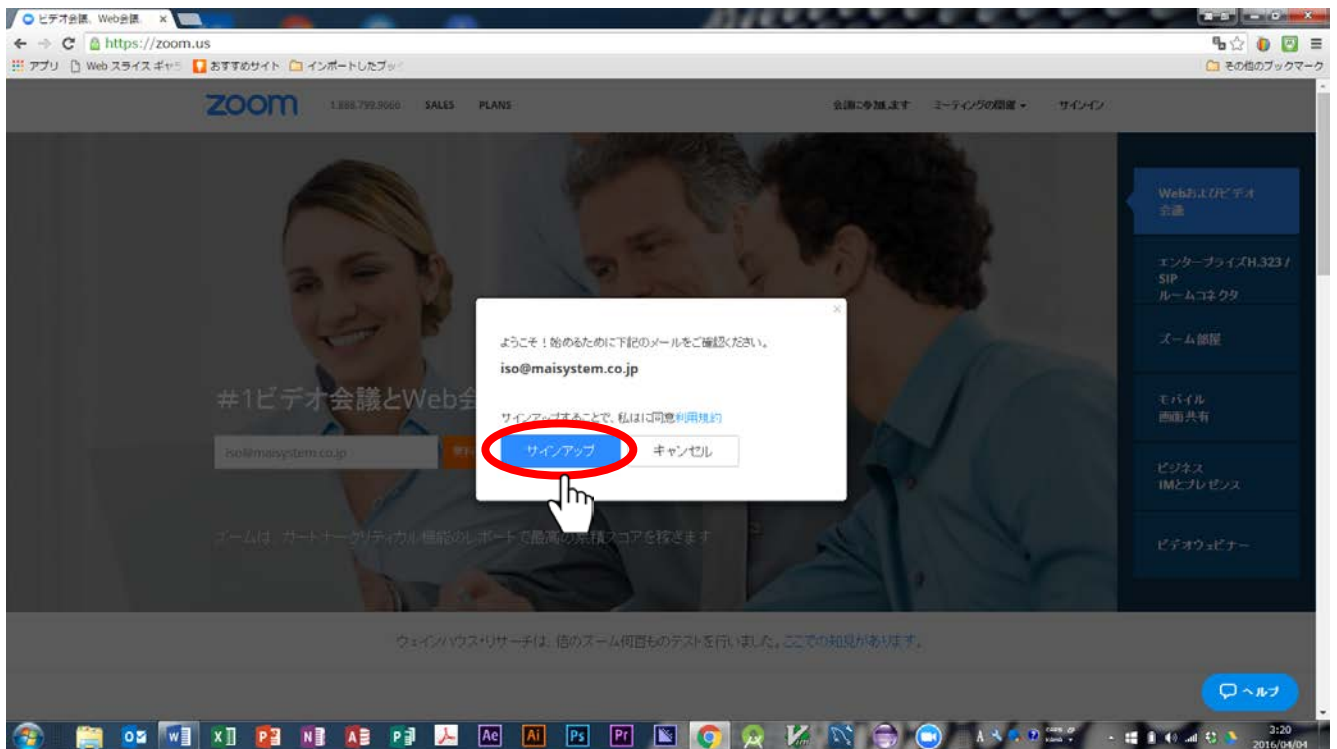 ビデオ会議、Web会議
https://zoom.us
アプリ
Web スライス ギャラ
おすすめサイト
インポートしたブック
その他のブックマーク
zoom
1.888.799.9666
SALES
PLANS
会議に参加します
ミーティングの開催
サインイン
Webおよびビデオ
会議
エンタープライズH.323 /
SIP
ルームコネクタ
ズーム部屋
モバイル
画面共有
ビジネス
IMとプレゼンス
ビデオウェビナー
ようこそ！始めるために下記のメールをご確認ください。
iso@maisystem.co.jp
サインアップすることで、私はに同意利用規約
サインアップ
キャンセル
#1ビデオ会議とWeb会
iso@maisystem.co.jp
無料
ズームは、ガートナークリティカル機能のレポートで最高の累積スコアを稼ぎます
ウェインハウス・リサーチは、倍のズーム何百ものテストを行いました。ここでの知見があります。
ヘルプ
3:20
2016/04/04